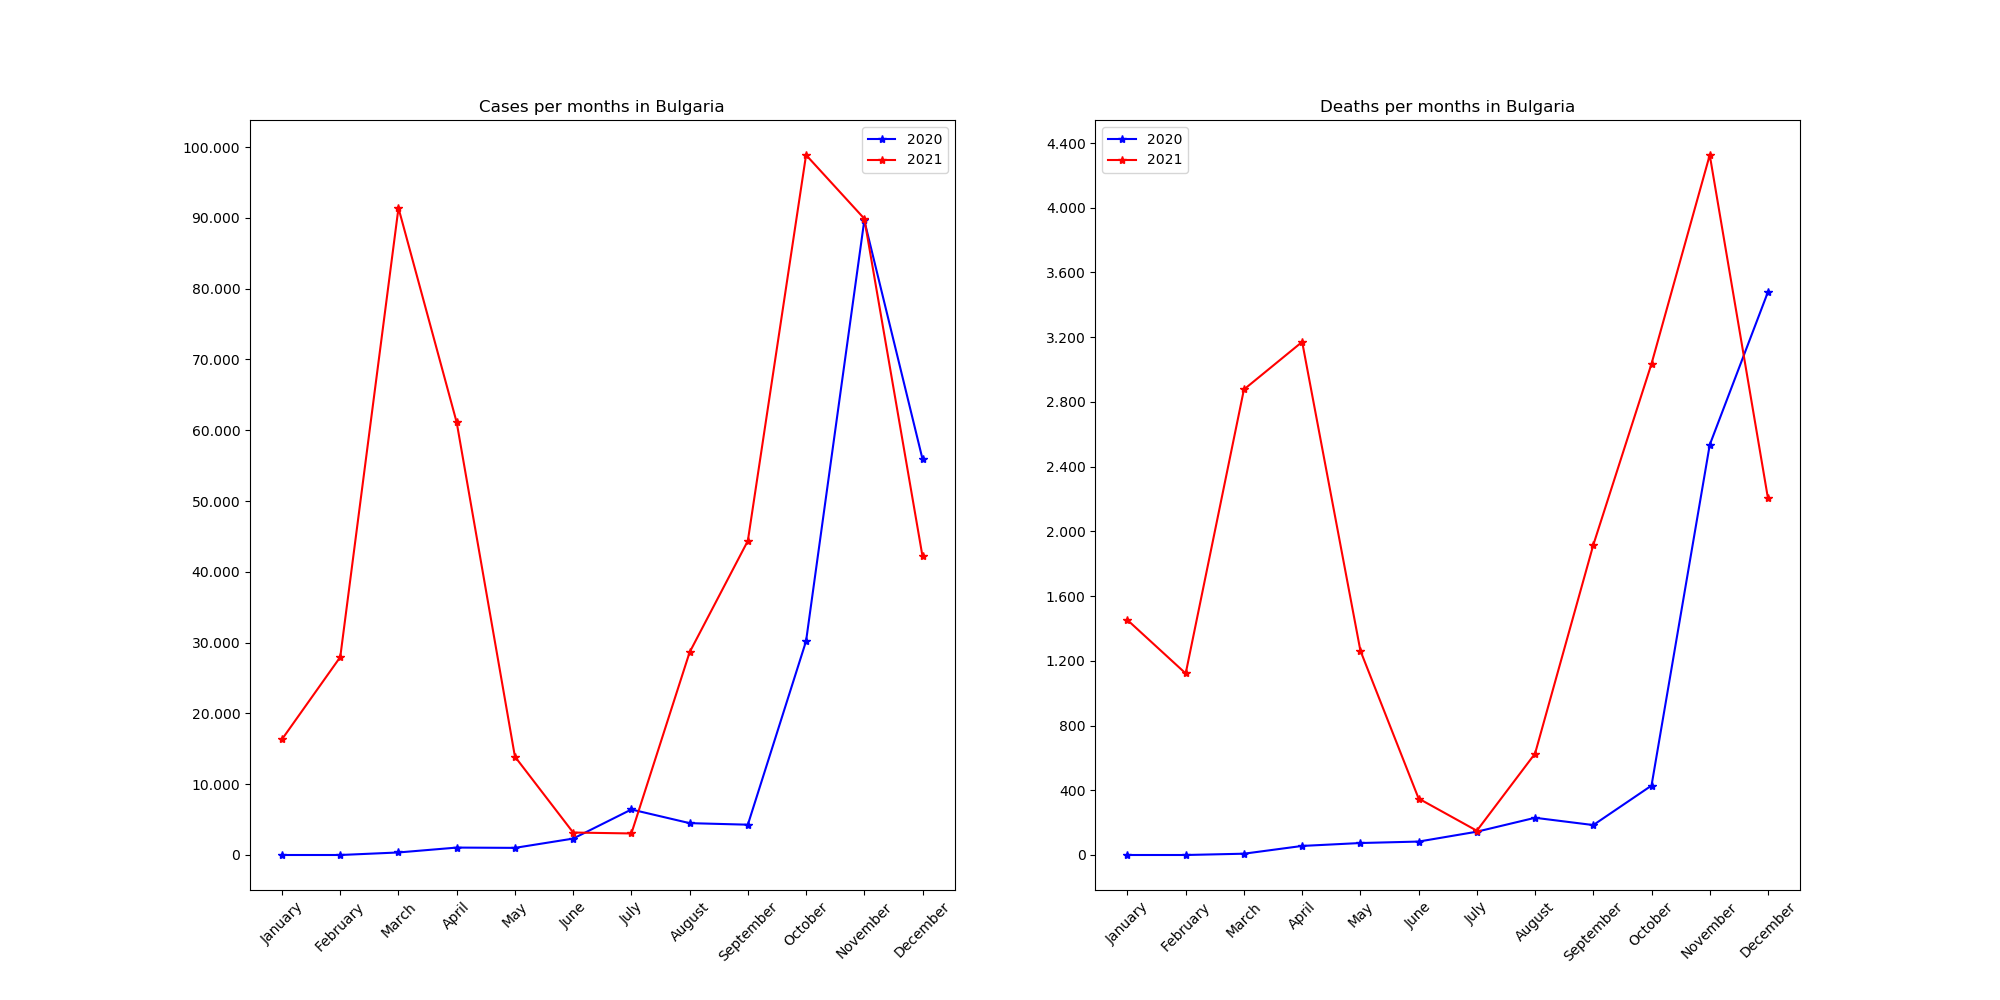 Cases per months in Bulgaria
2020
2021
100.000
90.000
80.000
70.000
60.000
50.000
40.000
30.000
20.000
10.000
0
January
February
March
April
May
June
July
August
September
October
November
December
Deaths per months in Bulgaria
2020
2021
4.400
4.000
3.600
3.200
2.800
2.400
2.000
1.600
1.200
800
400
0
January
February
March
April
May
June
July
August
September
October
November
December